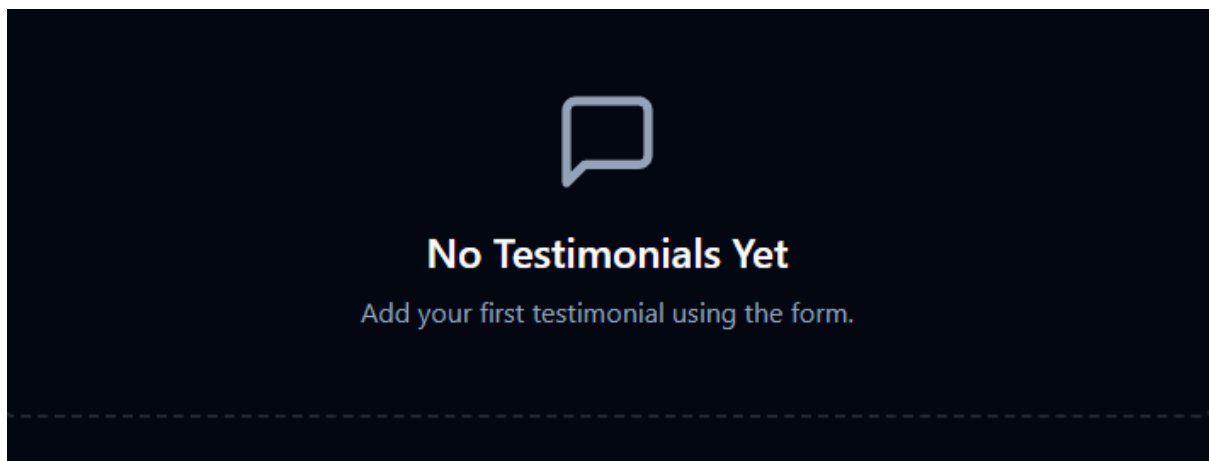 No Testimonials Yet
Add your first testimonial using the form.